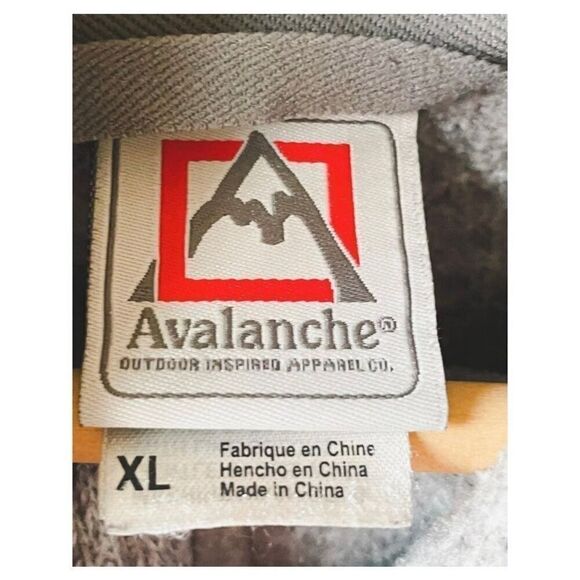 Avalanche®
OUTDOOR INSPIRED APPAREL CO.
XL
Fabrique en Chine
Hencho en China
Made in China